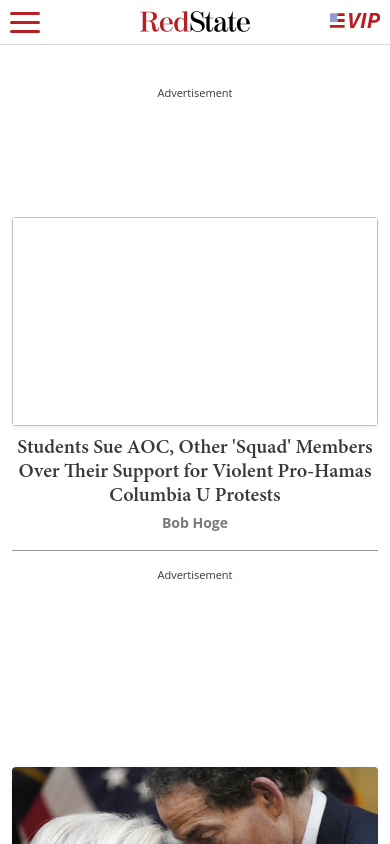 RedState
VIP
Advertisement
Students Sue AOC, Other 'Squad' Members
Over Their Support for Violent Pro-Hamas
Columbia U Protests
Bob Hoge
Advertisement